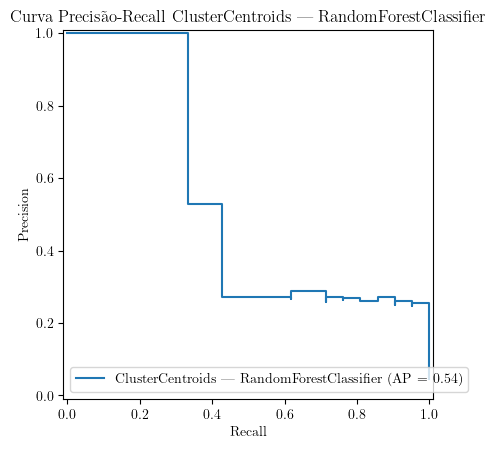 Curva Precisão-Recall ClusterCentroids — RandomForestClassifier
1.0
0.8
0.6
0.4
0.2
0.0
Precision
ClusterCentroids — RandomForestClassifier (AP = 0.54)
0.0 0.2 0.4 0.6 0.8 1.0
Recall